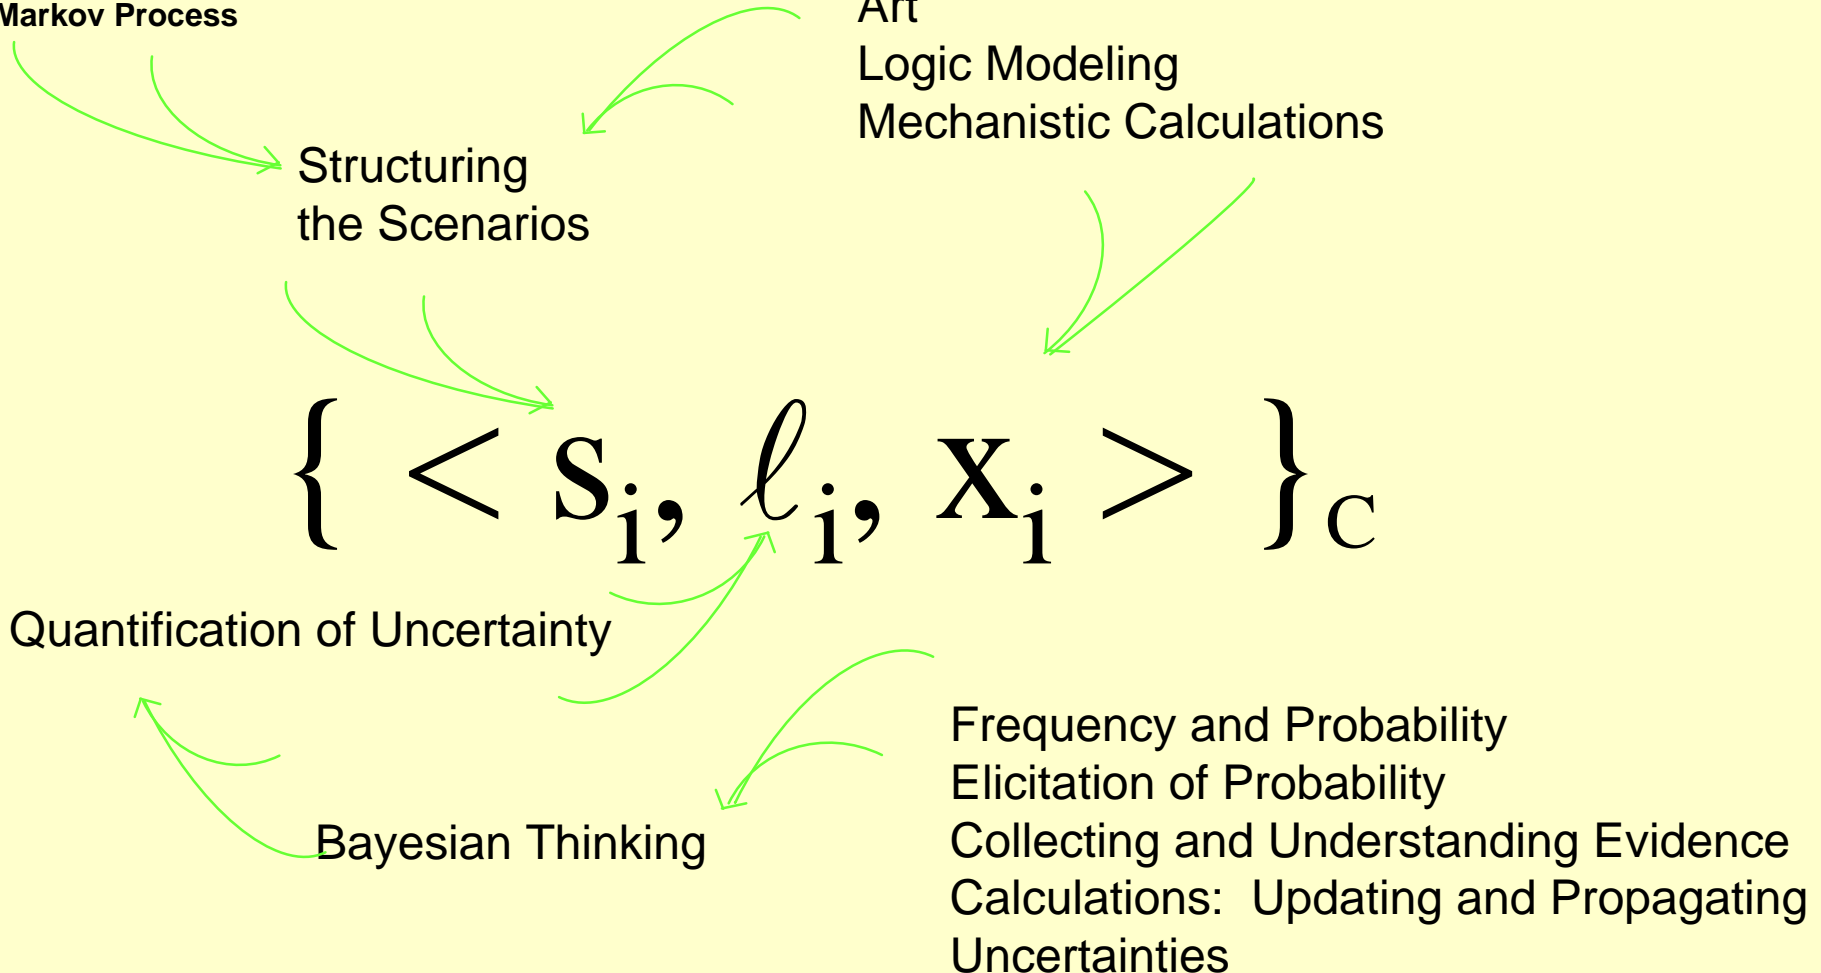 Markov Process
Art
Logic Modeling
Mechanistic Calculations
Structuring
the Scenarios
{ < sᵢ, ℓᵢ, xᵢ > }C
Quantification of Uncertainty
Bayesian Thinking
Frequency and Probability
Elicitation of Probability
Collecting and Understanding Evidence
Calculations: Updating and Propagating
Uncertainties